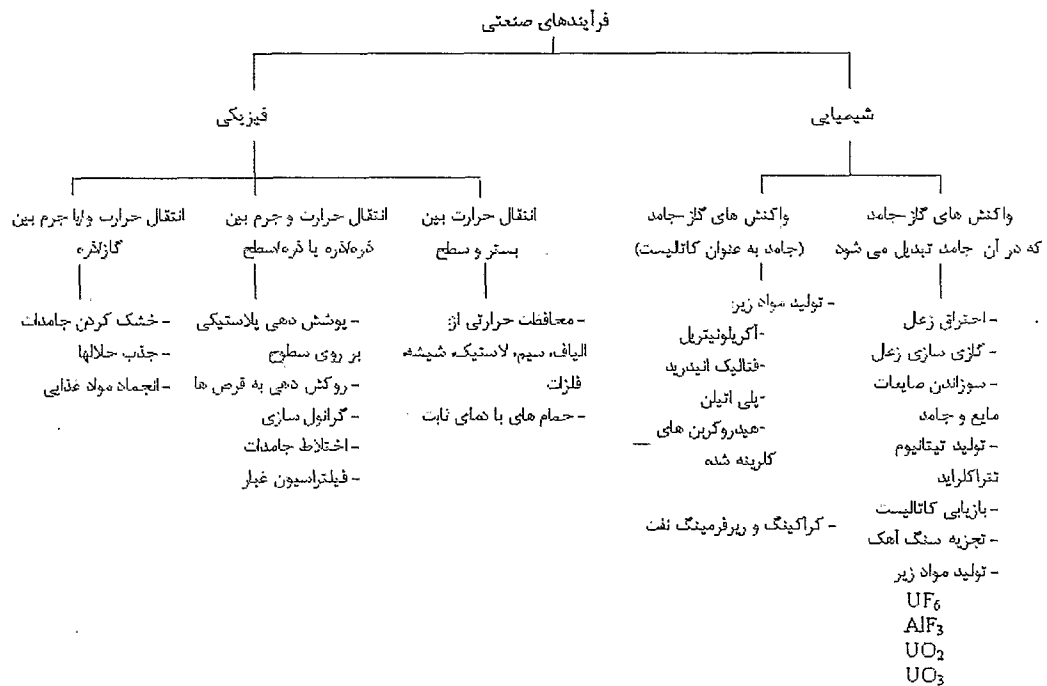 فرآیندهای صنعتی
شیمیایی
فیزیکی
واکنش های گاز-جامد
که در آن جامد تبدیل می شود
- احتراق زغال
- گازی سازی زغال
- سوزاندن ضایعات
مایع و جامد
- تولید تیتانیوم
تتراکلراید
- بازیابی کاتالیست
- تجزیه سنگ آهک
- تولید مواد زیر
UF₆
AlF₃
UO₂
UO₃
واکنش های گاز-جامد
(جامد به عنوان کاتالیست)
- تولید مواد زیر:
-آکریلونیتریل
-فتالیک انیدرید
-پلی اتیلن
-هیدروکربن های
کلرینه شده
- کراکینگ و ریفرمینگ نفت
انتقال حرارت بین
بستر و سطح
- محافظت حرارتی از:
الیاف، سیم، لاستیک، شیشه،
فلزات
- حمام های با دمای ثابت
انتقال حرارت و جرم بین
ذره/ذره یا ذره/سطح
- پوشش دهی پلاستیکی
بر روی سطوح
- روکش دهی به قرص ها
- گرانول سازی
- اختلاط جامدات
- فیلتراسیون غبار
انتقال حرارت و/یا جرم بین
گاز/ذره
- خشک کردن جامدات
- جذب حلالها
- انجماد مواد غذایی